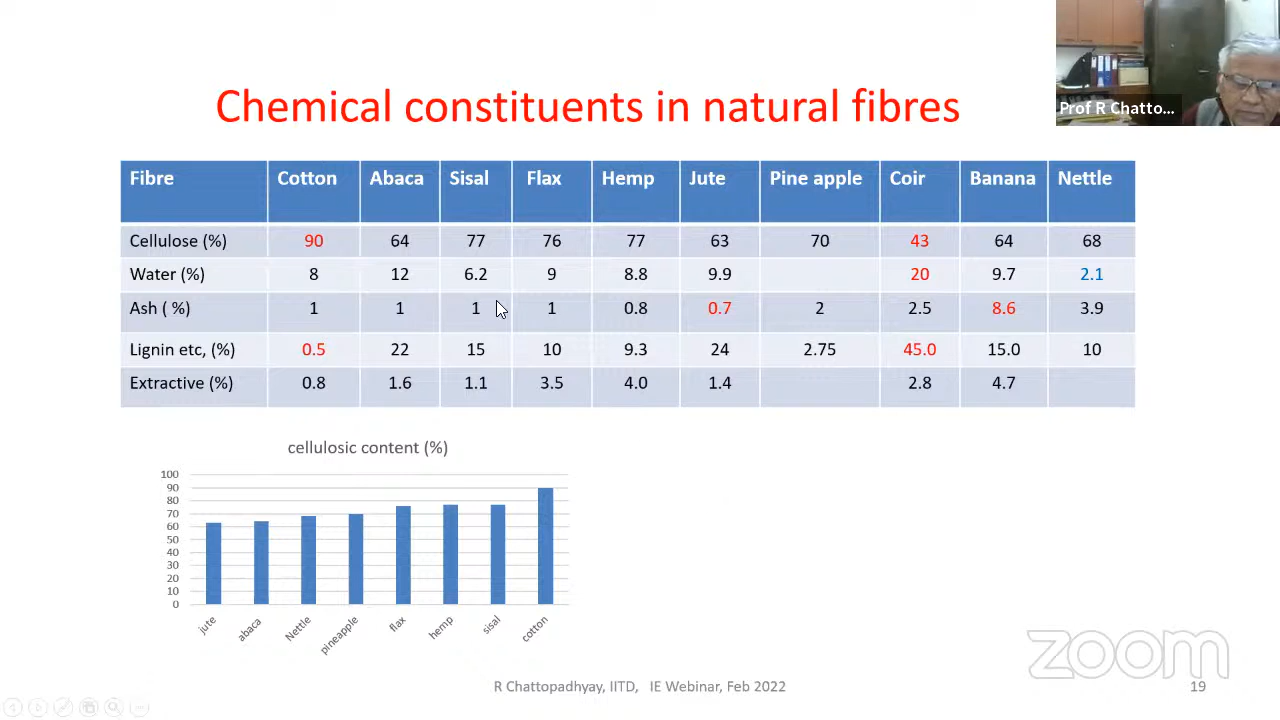 Prof R Chatto...
Chemical constituents in natural fibres
Fibre Cotton Abaca Sisal Flax Hemp Jute Pine apple Coir Banana Nettle
Cellulose (%) 90 64 77 76 77 63 70 43 64 68
Water (%) 8 12 6.2 9 8.8 9.9 20 9.7 2.1
Ash ( %) 1 1 1 1 0.8 0.7 2 2.5 8.6 3.9
Lignin etc, (%) 0.5 22 15 10 9.3 24 2.75 45.0 15.0 10
Extractive (%) 0.8 1.6 1.1 3.5 4.0 1.4 2.8 4.7
cellulosic content (%)
100
90
80
70
60
50
40
30
20
10
0
jute abaca Nettle pineapple flax hemp sisal cotton
zoom
R Chattopadhyay, IITD, IE Webinar, Feb 2022
19